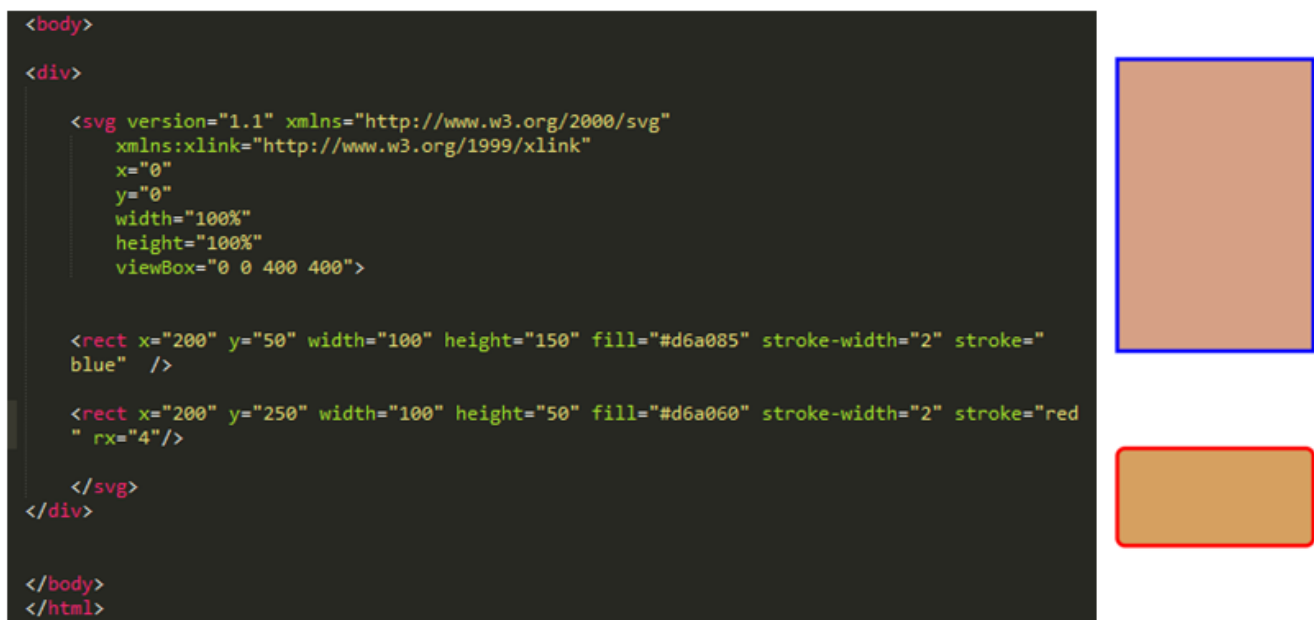 <body>
<div>
<svg version="1.1" xmlns="http://www.w3.org/2000/svg"
xmlns:xlink="http://www.w3.org/1999/xlink"
x="0"
y="0"
width="100%"
height="100%"
viewBox="0 0 400 400">
<rect x="200" y="50" width="100" height="150" fill="#d6a085" stroke-width="2" stroke="
blue"  />
<rect x="200" y="250" width="100" height="50" fill="#d6a060" stroke-width="2" stroke="red
" rx="4"/>
</svg>
</div>
</body>
</html>